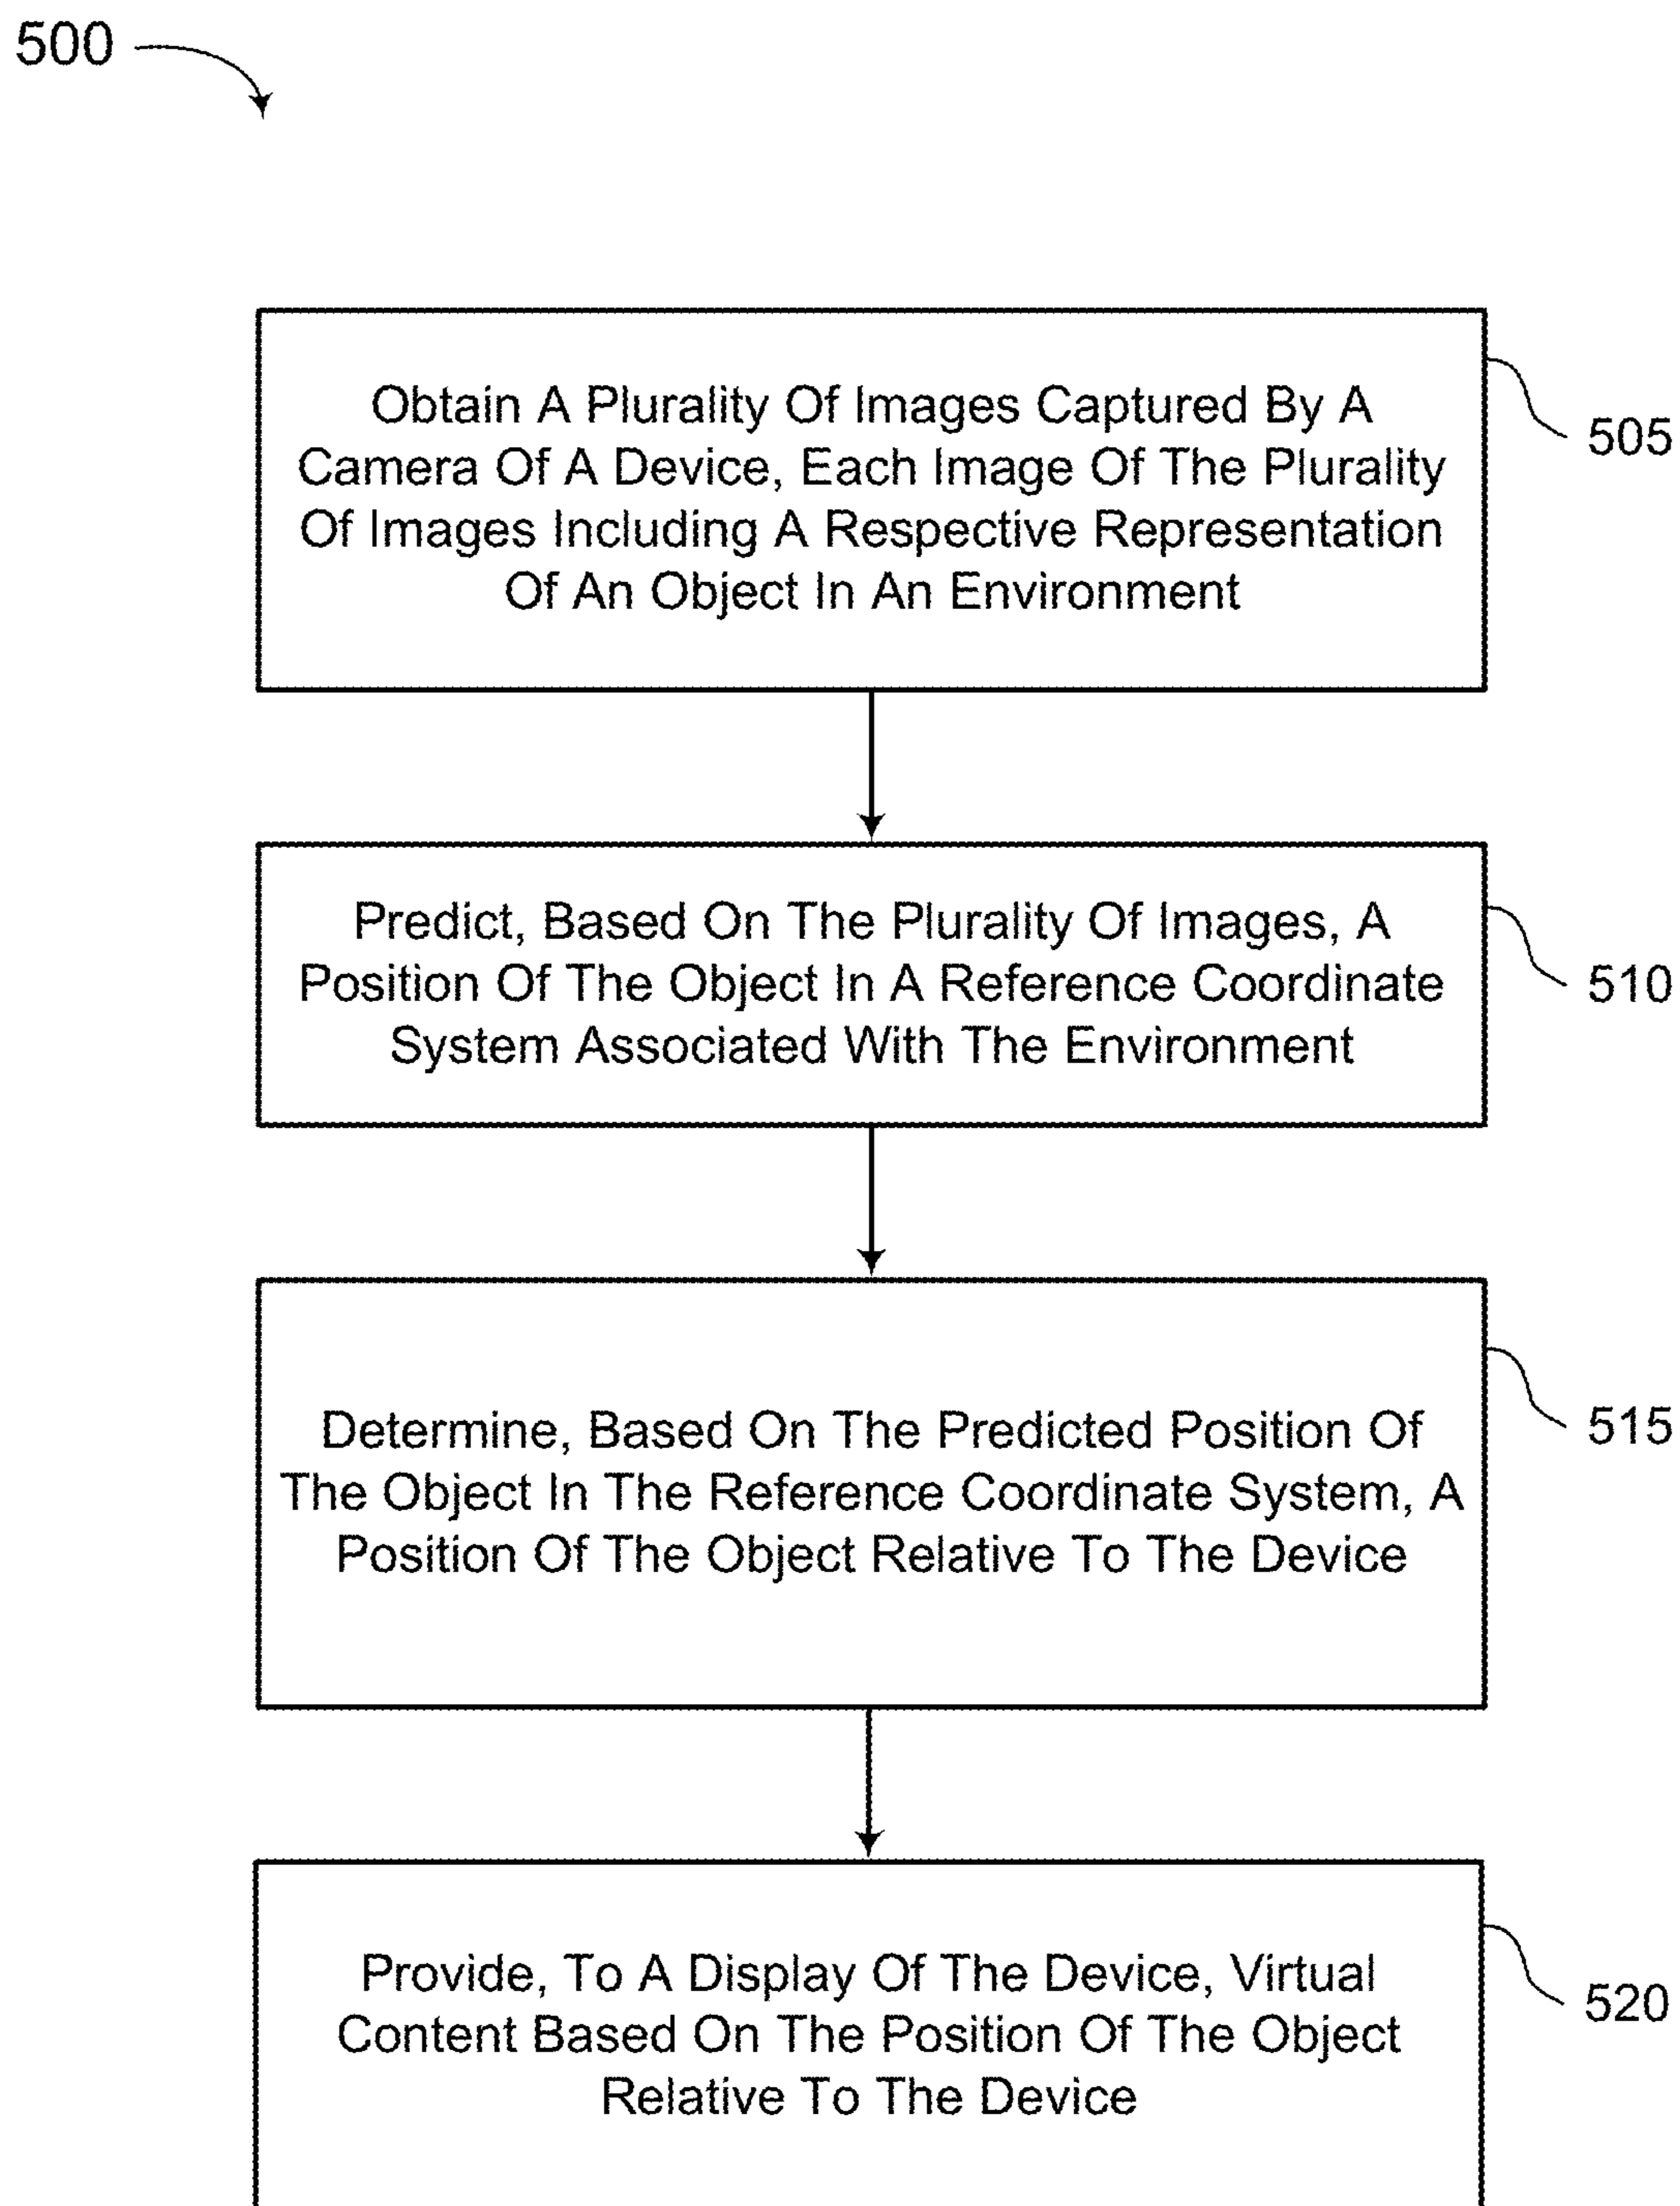 500
Obtain A Plurality Of Images Captured By A
Camera Of A Device, Each Image Of The Plurality
Of Images Including A Respective Representation
Of An Object In An Environment
505
Predict, Based On The Plurality Of Images, A
Position Of The Object In A Reference Coordinate
System Associated With The Environment
510
Determine, Based On The Predicted Position Of
The Object In The Reference Coordinate System, A
Position Of The Object Relative To The Device
515
Provide, To A Display Of The Device, Virtual
Content Based On The Position Of The Object
Relative To The Device
520